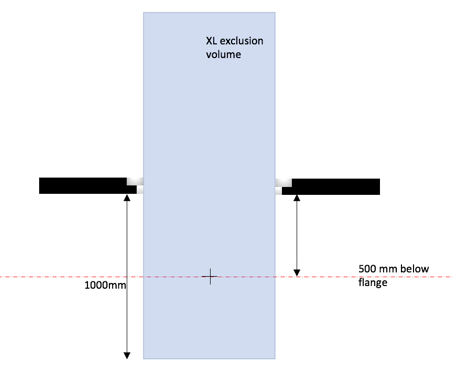 XL exclusion
volume
500 mm below
flange
1000mm